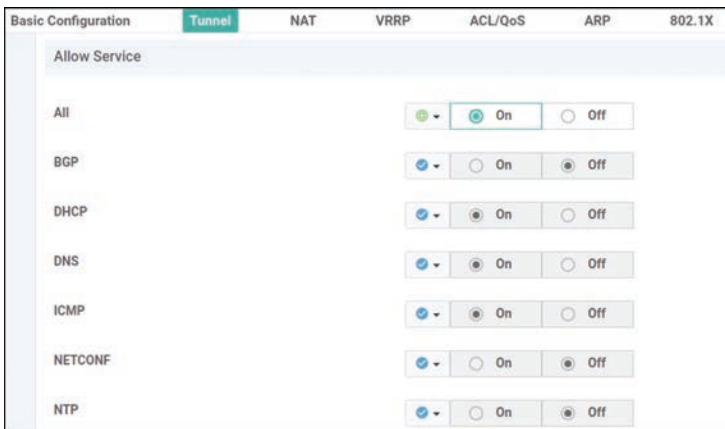 Basic Configuration Tunnel NAT VRRP ACL/QoS ARP 802.1X
Allow Service
All On Off
BGP On Off
DHCP On Off
DNS On Off
ICMP On Off
NETCONF On Off
NTP On Off